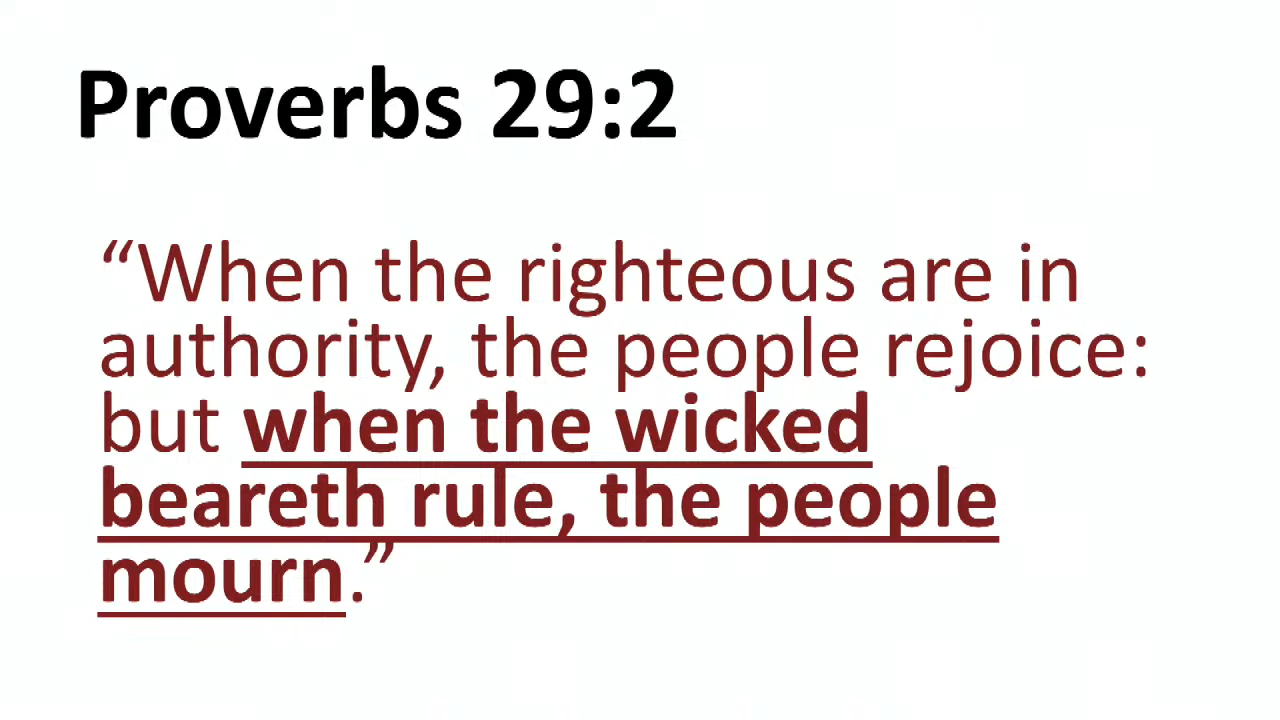 Proverbs 29:2
“When the righteous are in
authority, the people rejoice:
but when the wicked
beareth rule, the people
mourn.”